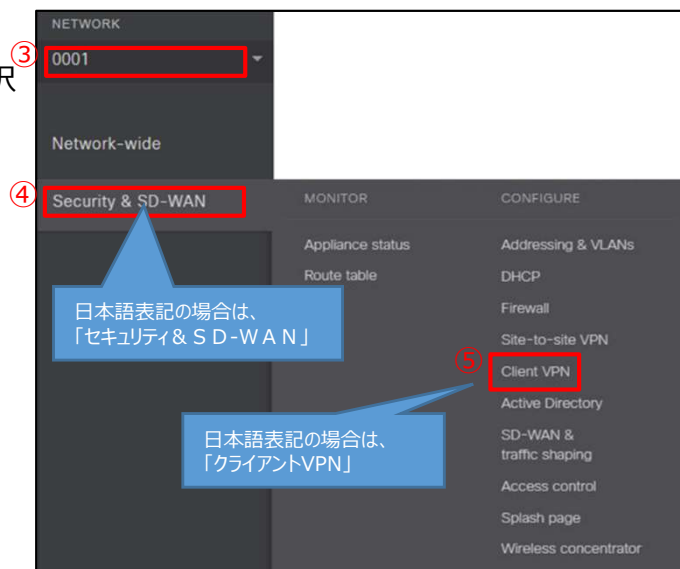 NETWORK
③
0001
択
Network-wide
④
Security & SD-WAN
MONITOR
CONFIGURE
Appliance status
Addressing & VLANs
Route table
DHCP
日本語表記の場合は、
「セキュリティ&ＳＤ-ＷＡＮ」
Firewall
Site-to-site VPN
⑤
Client VPN
Active Directory
日本語表記の場合は、
「クライアントVPN」
SD-WAN &
traffic shaping
Access control
Splash page
Wireless concentrator